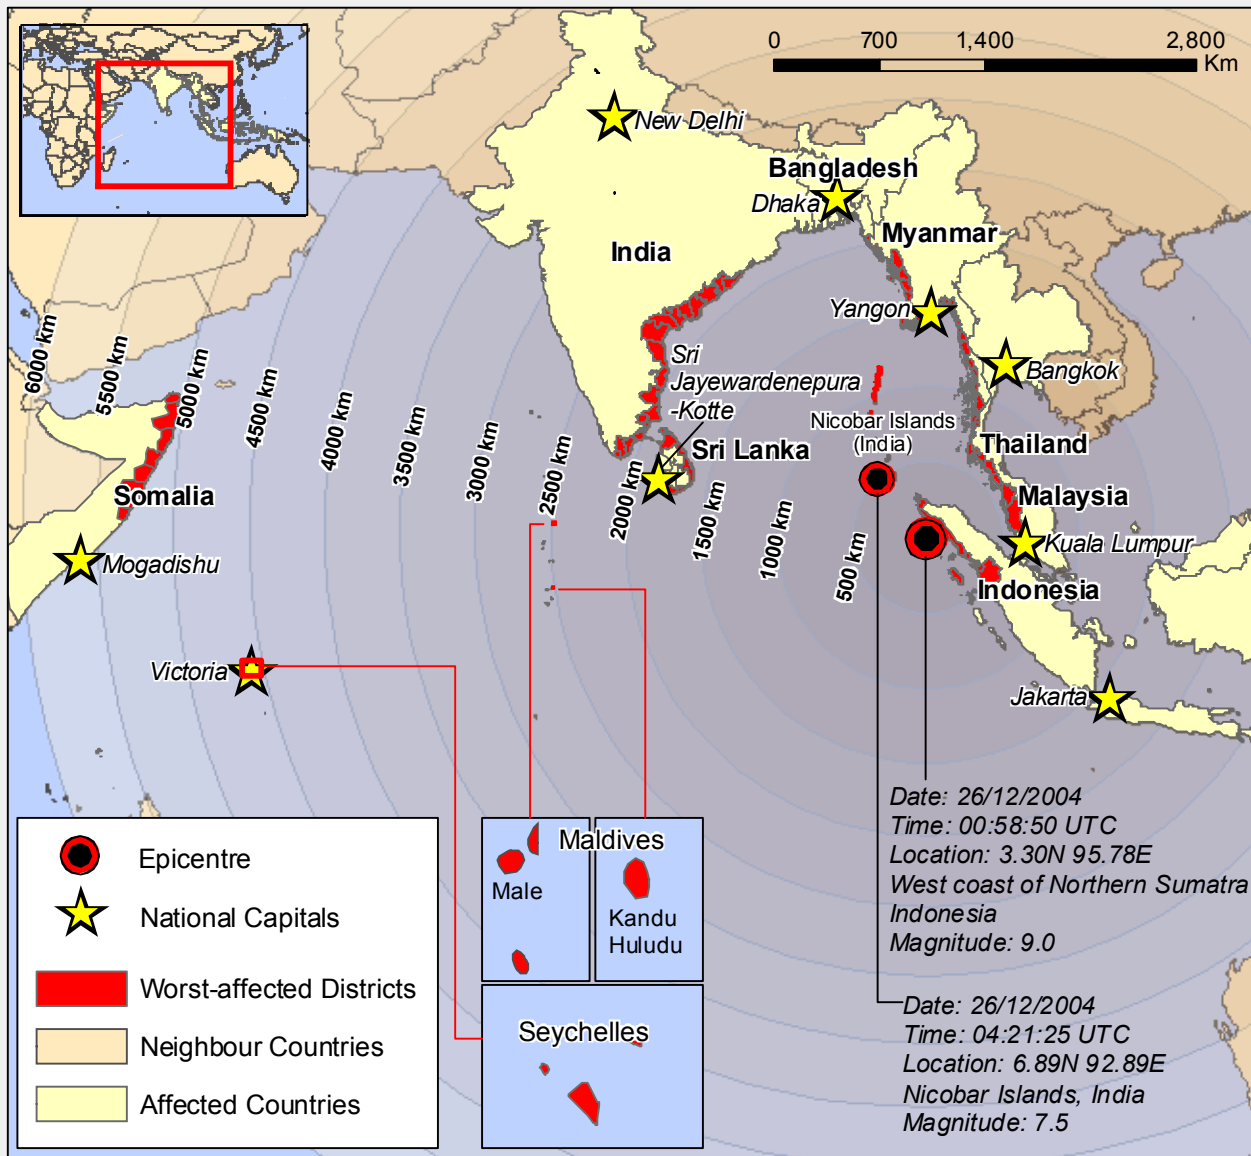 0 700 1,400 2,800
Km
New Delhi
Bangladesh
Dhaka
Myanmar
India
Yangon
Sri
Jayewardenepura
-Kotte
Bangkok
Nicobar Islands
(India)
Sri Lanka
Thailand
Malaysia
Kuala Lumpur
Indonesia
Jakarta
Somalia
Mogadishu
Victoria
6000 km
5500 km
5000 km
4500 km
4000 km
3500 km
3000 km
2500 km
2000 km
1500 km
1000 km
500 km
Date: 26/12/2004
Time: 00:58:50 UTC
Location: 3.30N 95.78E
West coast of Northern Sumatra
Indonesia
Magnitude: 9.0
Date: 26/12/2004
Time: 04:21:25 UTC
Location: 6.89N 92.89E
Nicobar Islands, India
Magnitude: 7.5
Maldives
Male
Kandu
Huludu
Seychelles
Epicentre
National Capitals
Worst-affected Districts
Neighbour Countries
Affected Countries